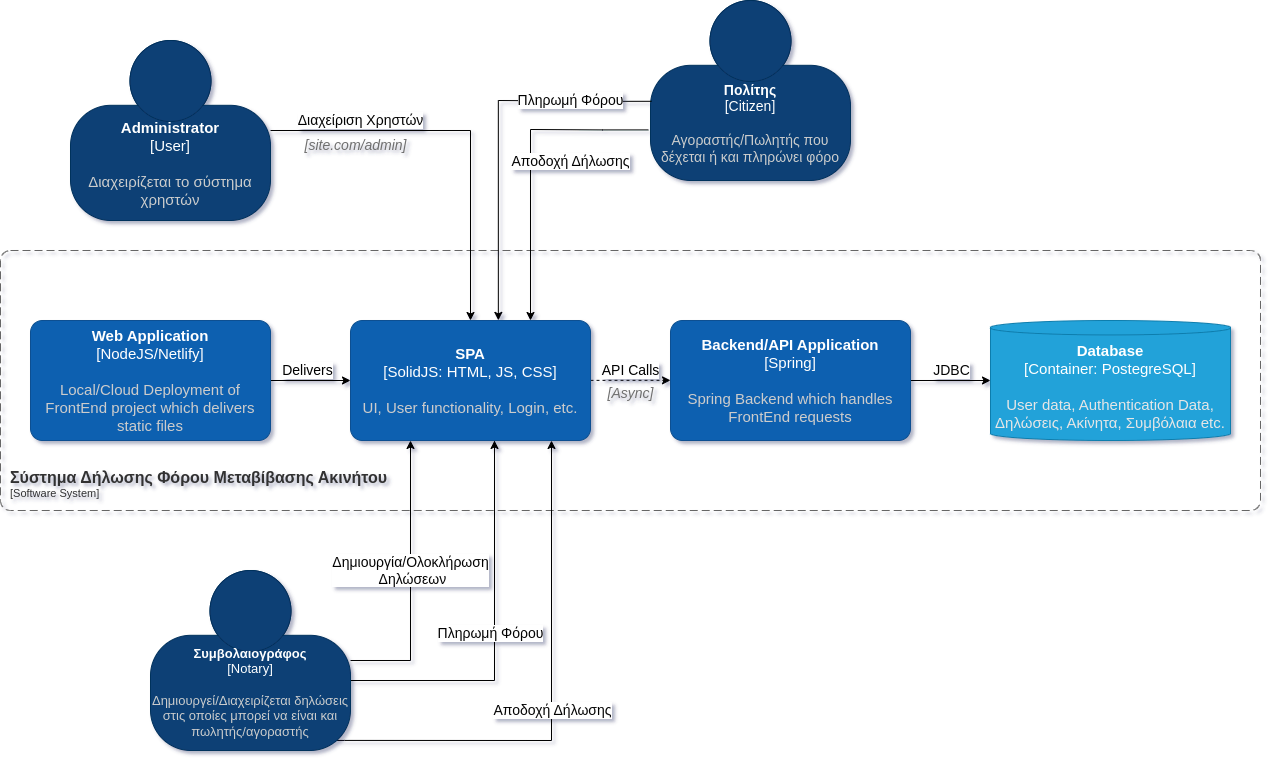 Πολίτης
[Citizen]
Αγοραστής/Πωλητής που
δέχεται ή και πληρώνει φόρο
Πληρωμή Φόρου
Αποδοχή Δήλωσης
Administrator
[User]
Διαχειρίζεται το σύστημα
χρηστών
Διαχείριση Χρηστών
[site.com/admin]
Web Application
[NodeJS/Netlify]
Local/Cloud Deployment of
FrontEnd project which delivers
static files
Delivers
SPA
[SolidJS: HTML, JS, CSS]
UI, User functionality, Login, etc.
API Calls
[Async]
Backend/API Application
[Spring]
Spring Backend which handles
FrontEnd requests
JDBC
Database
[Container: PostegreSQL]
User data, Authentication Data,
Δηλώσεις, Ακίνητα, Συμβόλαια etc.
Σύστημα Δήλωσης Φόρου Μεταβίβασης Ακινήτου
[Software System]
Δημιουργία/Ολοκλήρωση
Δηλώσεων
Πληρωμή Φόρου
Αποδοχή Δήλωσης
Συμβολαιογράφος
[Notary]
Δημιουργεί/Διαχειρίζεται δηλώσεις
στις οποίες μπορεί να είναι και
πωλητής/αγοραστής